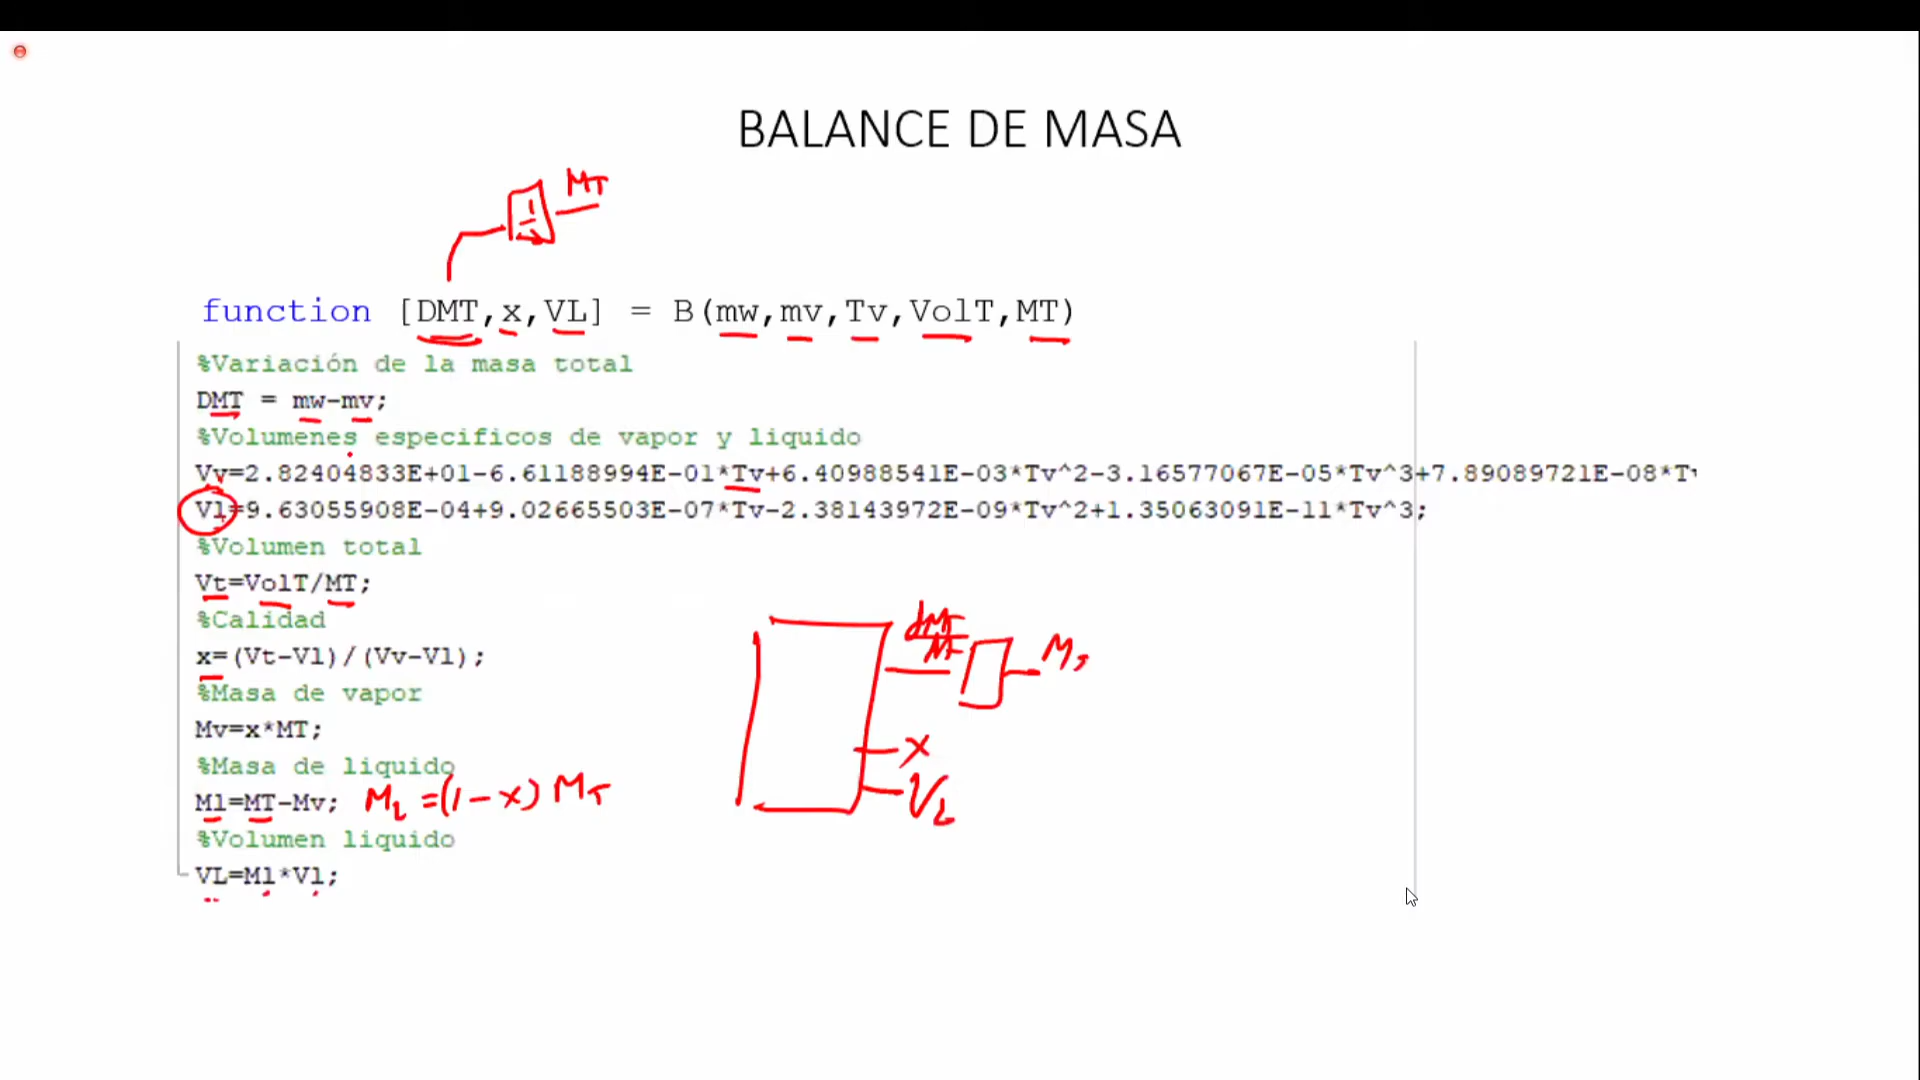 BALANCE DE MASA
MT
1
function [DMT,x,VL] = B(mw,mv,Tv,VolT,MT)
%Variación de la masa total
DMT = mw-mv;
%Volumenes especificos de vapor y liquido
Vv=2.82404833E+01-6.61188994E-01*Tv+6.40988541E-03*Tv^2-3.16577067E-05*Tv^3+7.89089721E-08*T
Vl=9.63055908E-04+9.02665503E-07*Tv-2.38143972E-09*Tv^2+1.35063091E-11*Tv^3;
%Volumen total
Vt=VolT/MT;
%Calidad
x=(Vt-Vl)/(Vv-Vl);
%Masa de vapor
Mv=x*MT;
%Masa de liquido
Ml=MT-Mv; ML =(1-x) MT
%Volumen liquido
VL=Ml*Vl;
dMT
x
VL